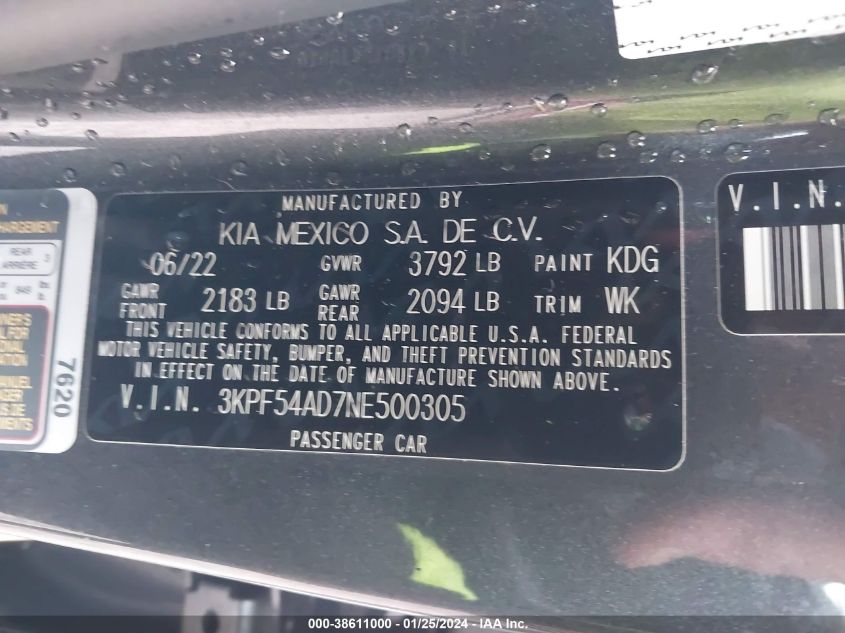 MANUFACTURED BY
KIA MEXICO S.A. DE C.V.
06/22 GVWR 3792 LB PAINT KDG
GAWR FRONT 2183 LB GAWR REAR 2094 LB TRIM WK
THIS VEHICLE CONFORMS TO ALL APPLICABLE U.S.A. FEDERAL
MOTOR VEHICLE SAFETY, BUMPER, AND THEFT PREVENTION STANDARDS
IN EFFECT ON THE DATE OF MANUFACTURE SHOWN ABOVE.
V.I.N. 3KPF54AD7NE500305
PASSENGER CAR
V.I.N.
REAR
ARRIÈRE 3
7620
000-38611000 - 01/25/2024 - IAA Inc.